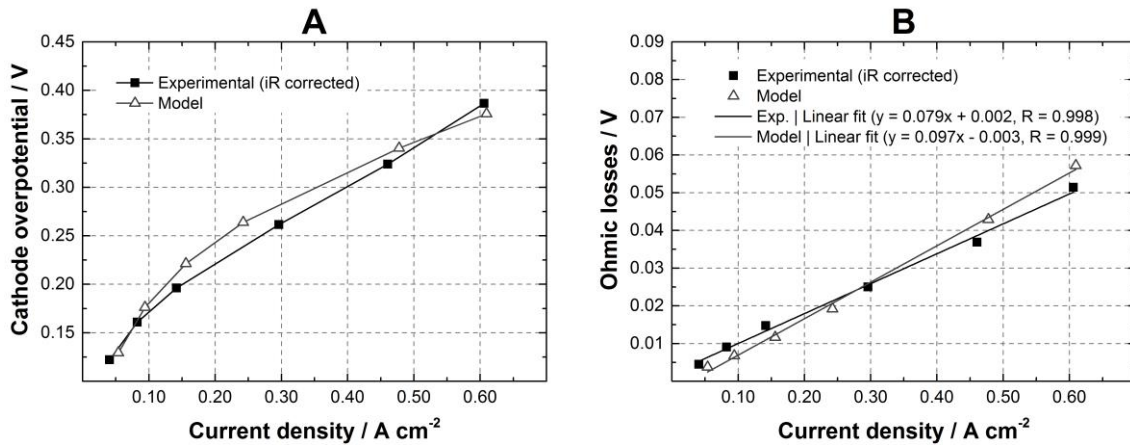 A
Cathode overpotential / V
0.45
0.40
0.35
0.30
0.25
0.20
0.15
Experimental (iR corrected)
Model
0.10 0.20 0.30 0.40 0.50 0.60
Current density / A cm-2
B
Ohmic losses / V
0.09
0.08
0.07
0.06
0.05
0.04
0.03
0.02
0.01
Experimental (iR corrected)
Model
Exp. | Linear fit (y = 0.079x + 0.002, R = 0.998)
Model | Linear fit (y = 0.097x - 0.003, R = 0.999)
0.10 0.20 0.30 0.40 0.50 0.60
Current density / A cm-2